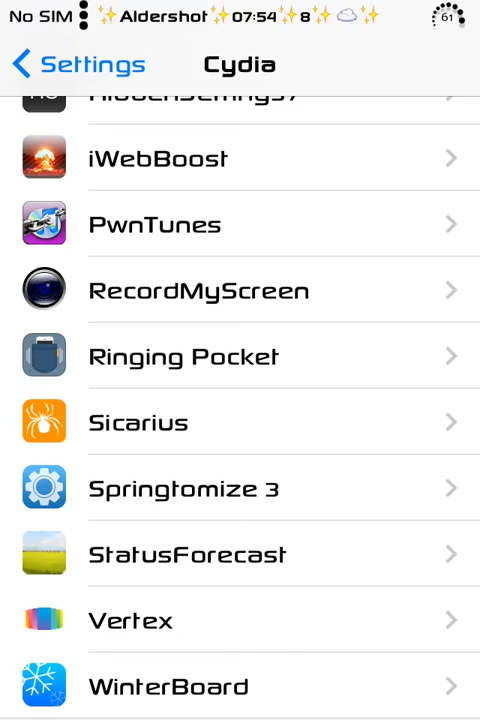 No SIM ✨Aldershot✨07:54✨8✨☁✨ 61
Settings
Cydia
HiddenSettings7
iWebBoost
PwnTunes
RecordMyScreen
Ringing Pocket
Sicarius
Springtomize 3
StatusForecast
Vertex
WinterBoard